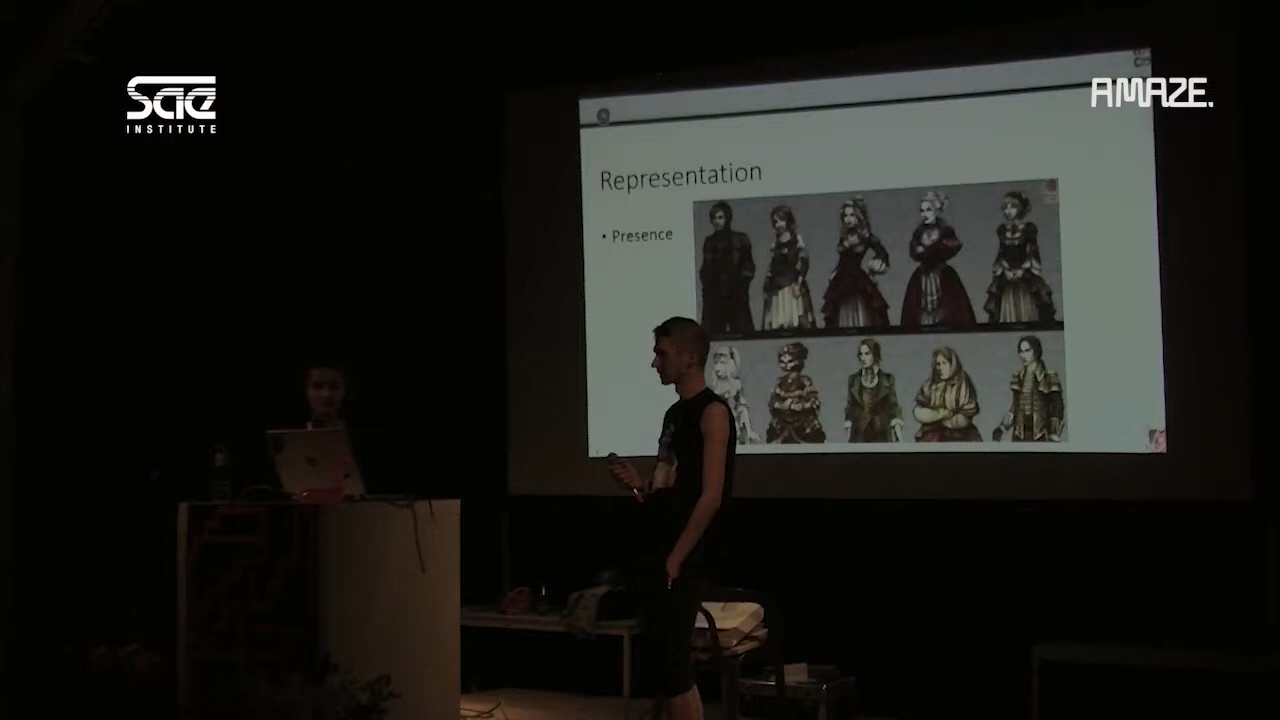 Sae
INSTITUTE
AMAZE.
Representation
• Presence